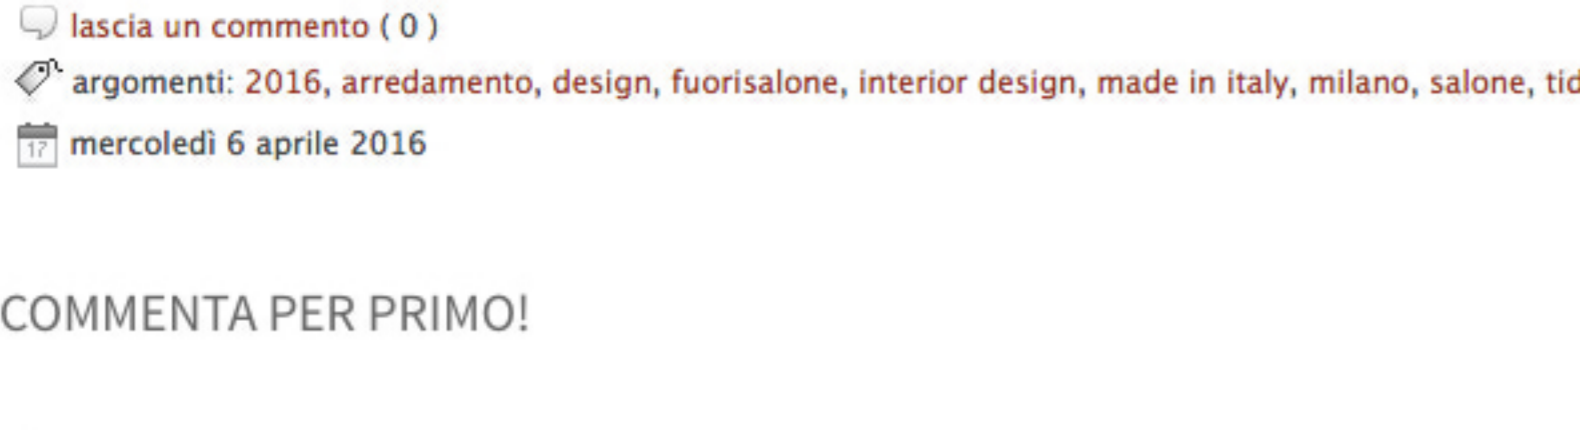 lascia un commento ( 0 )
argomenti: 2016, arredamento, design, fuorisalone, interior design, made in italy, milano, salone,
17
mercoledì 6 aprile 2016
COMMENTA PER PRIMO!